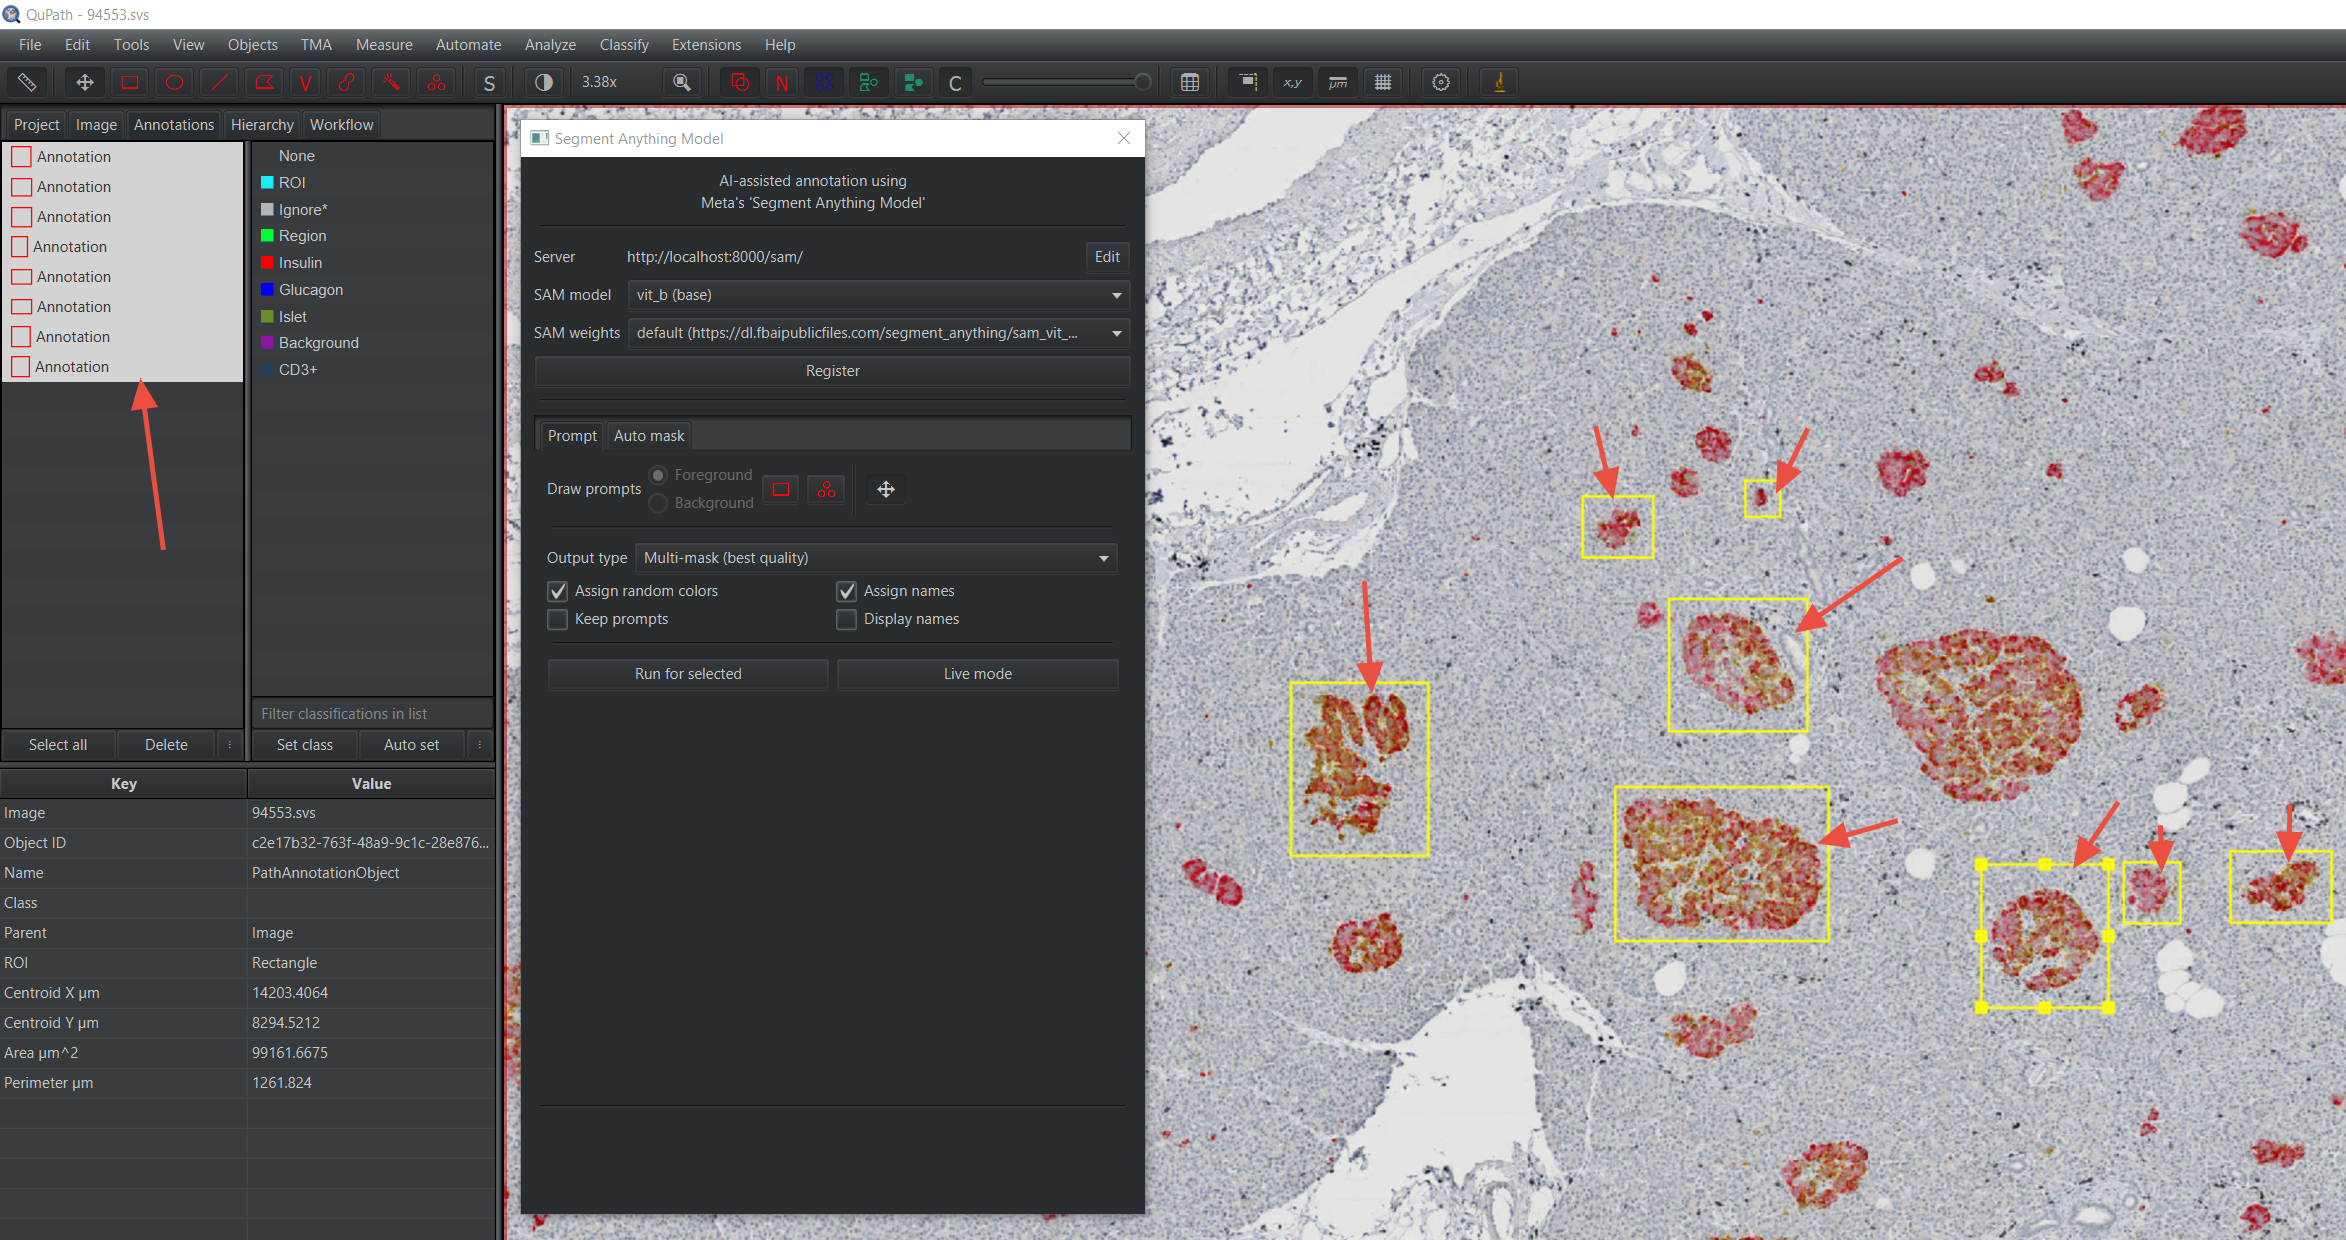 QuPath - 94553.svs
File Edit Tools View Objects TMA Measure Automate Analyze Classify Extensions Help
V S 3.38x N C x,y µm
Project Image Annotations Hierarchy Workflow
Annotation
Annotation
Annotation
Annotation
Annotation
Annotation
Annotation
Annotation
None
ROI
Ignore*
Region
Insulin
Glucagon
Islet
Background
CD3+
Filter classifications in list
Select all Delete Set class Auto set
Key Value
Image 94553.svs
Object ID c2e17b32-763f-48a9-9c1c-28e876...
Name PathAnnotationObject
Class
Parent Image
ROI Rectangle
Centroid X µm 14203.4064
Centroid Y µm 8294.5212
Area µm^2 99161.6675
Perimeter µm 1261.824
Segment Anything Model
AI-assisted annotation using
Meta's 'Segment Anything Model'
Server http://localhost:8000/sam/ Edit
SAM model vit_b (base)
SAM weights default (https://dl.fbaipublicfiles.com/segment_anything/sam_vit_...
Register
Prompt Auto mask
Draw prompts
Foreground
Background
Output type Multi-mask (best quality)
Assign random colors Assign names
Keep prompts Display names
Run for selected Live mode